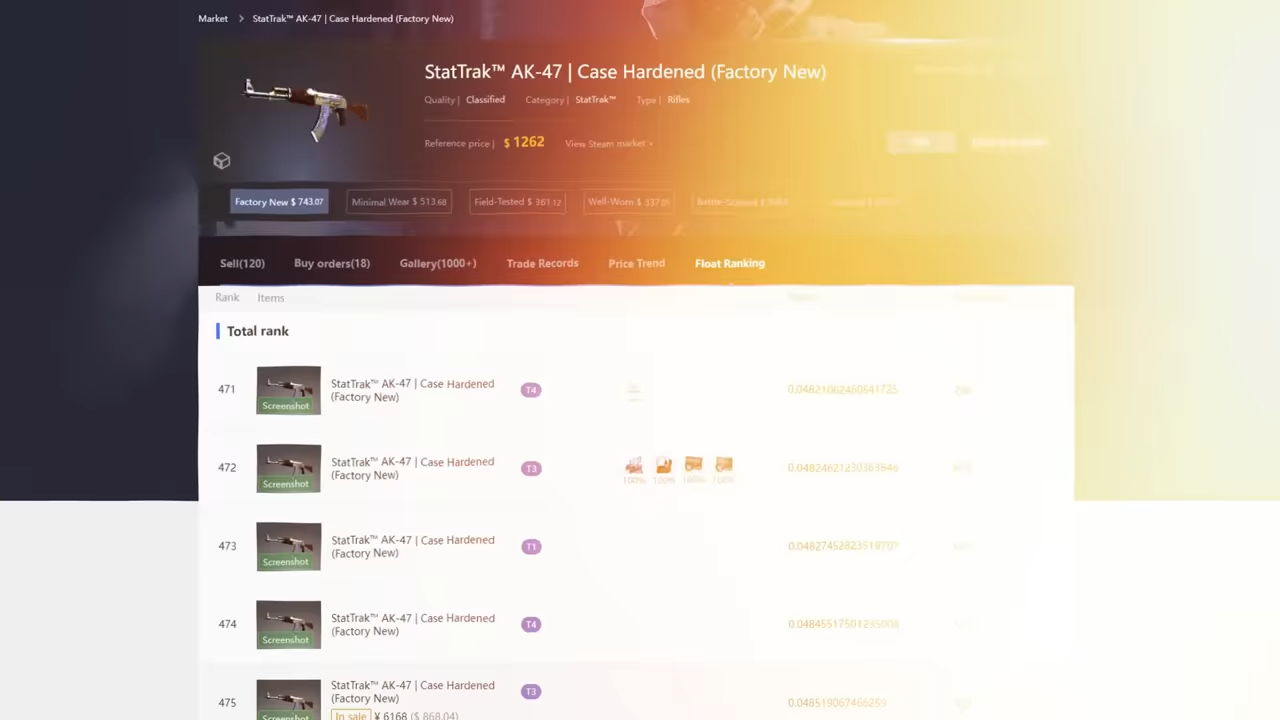 Market > StatTrak™ AK-47 | Case Hardened (Factory New)
StatTrak™ AK-47 | Case Hardened (Factory New)
Quality | Classified Category | StatTrak™ Type | Rifles
Reference price | $ 1262 View Steam market >
Factory New $ 743.07 Minimal Wear $ 513.68 Field-Tested $ 361.12 Well-Worn $ 337.05
Sell(120) Buy orders(18) Gallery(1000+) Trade Records Price Trend Float Ranking
Rank Items
Total rank
471 StatTrak™ AK-47 | Case Hardened T4
(Factory New)
Screenshot
472 StatTrak™ AK-47 | Case Hardened T3
(Factory New)
Screenshot
100% 100% 100% 100%
473 StatTrak™ AK-47 | Case Hardened T1
(Factory New)
Screenshot
474 StatTrak™ AK-47 | Case Hardened T4
(Factory New)
Screenshot
475 StatTrak™ AK-47 | Case Hardened T3
(Factory New)
Screenshot
In sale ¥ 6168 ($ 868.04)